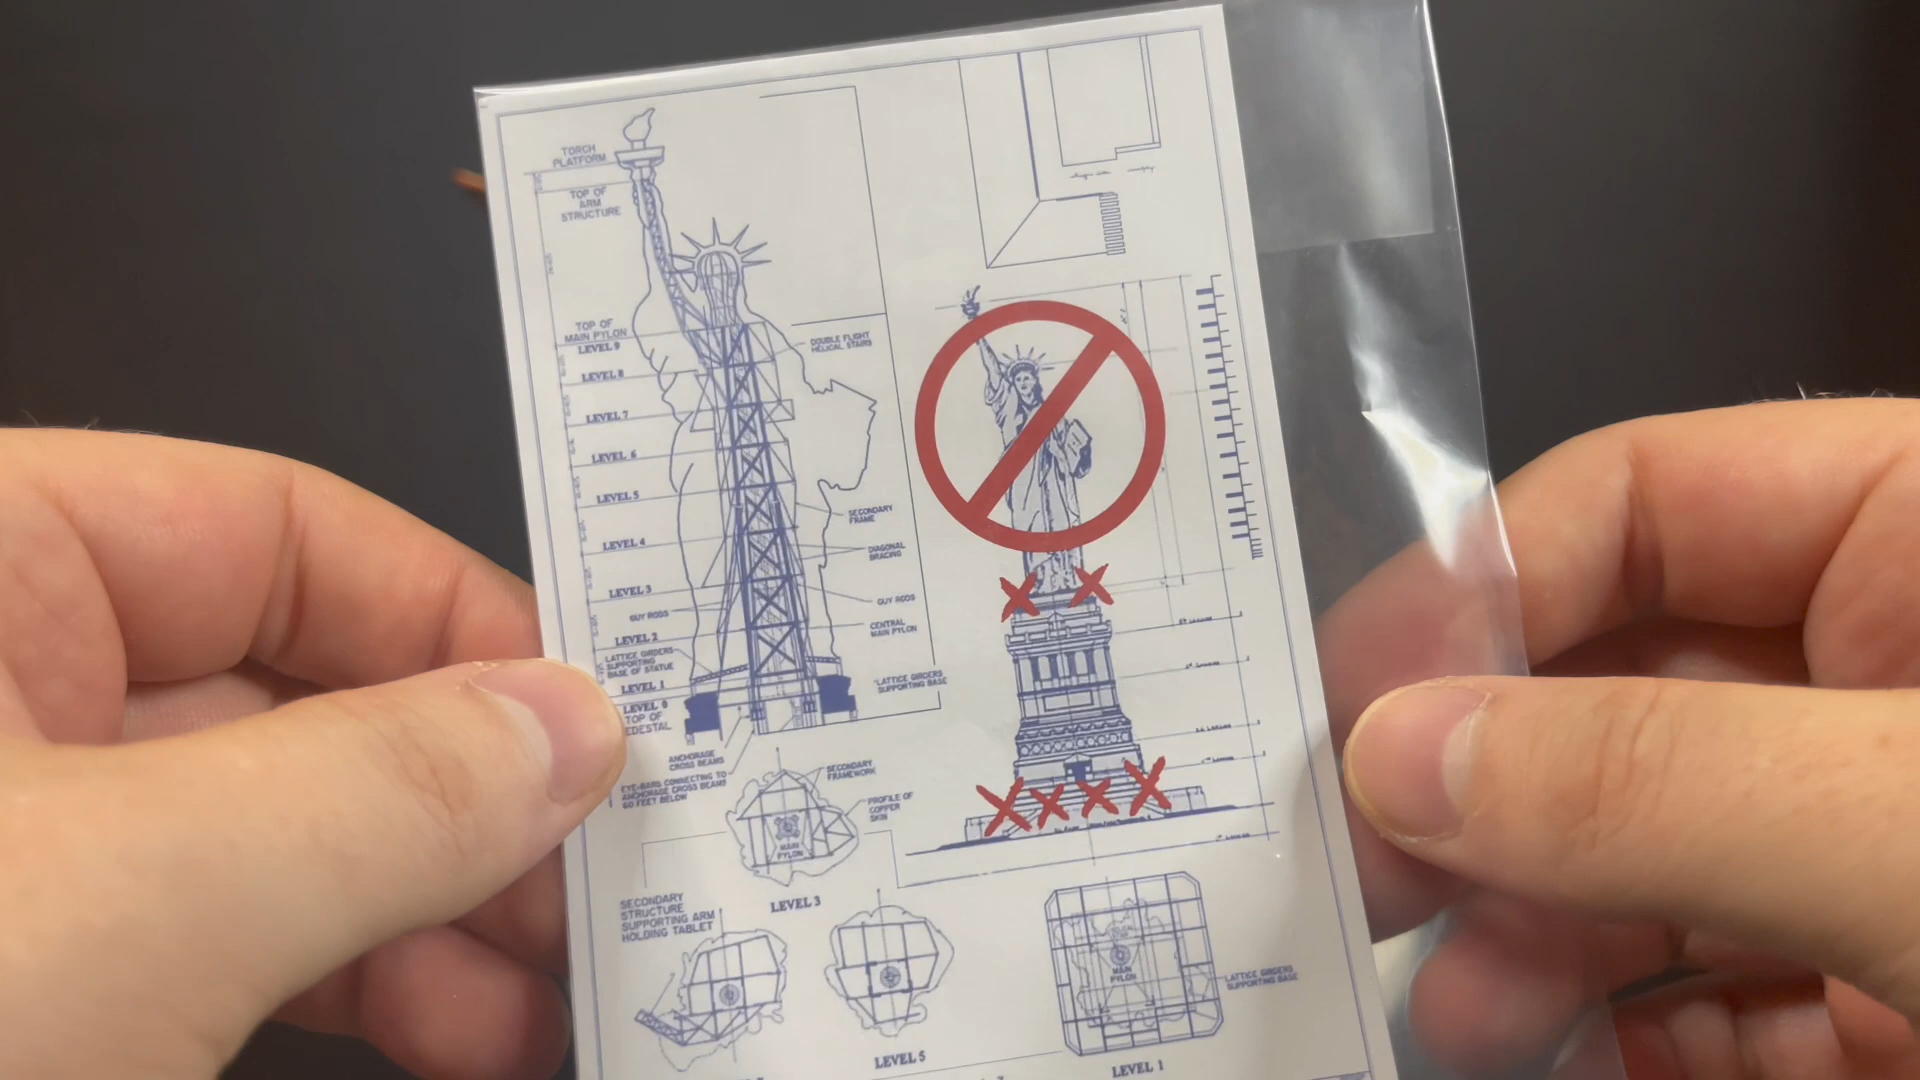 TORCH
PLATFORM
TOP OF
ARM
STRUCTURE
TOP OF
MAIN PYLON
LEVEL 9
LEVEL 8
LEVEL 7
LEVEL 6
LEVEL 5
LEVEL 4
LEVEL 3
GUY RODS
LEVEL 2
LATTICE GIRDERS
SUPPORTING
BASE OF STATUE
LEVEL 1
LEVEL 0
TOP OF
EDESTAL
ANCHORAGE
CROSS BEAMS
EYE-BARS CONNECTING TO
ANCHORAGE CROSS BEAMS
60 FEET BELOW
DOUBLE FLIGHT
HELICAL STAIRS
SECONDARY
FRAME
DIAGONAL
BRACING
GUY RODS
CENTRAL
MAIN PYLON
LATTICE GIRDERS
SUPPORTING BASE
SECONDARY
FRAMEWORK
PROFILE OF
COPPER
SKIN
MAIN
PYLON
LEVEL 3
SECONDARY
STRUCTURE
SUPPORTING ARM
HOLDING TABLET
LEVEL 5
MAIN
PYLON
LATTICE GIRDERS
SUPPORTING BASE
LEVEL 1